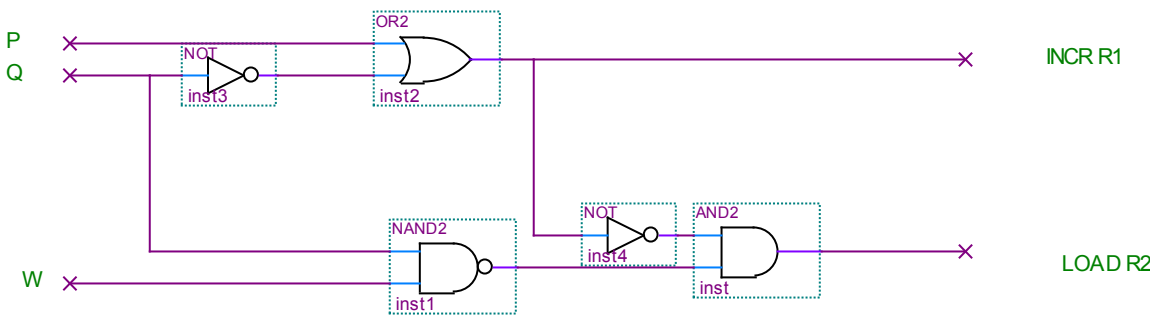 OR2
P
INCR R1
NOT
Q
inst3
inst2
NOT
AND2
NAND2
inst4
LOAD R2
W
inst
inst1